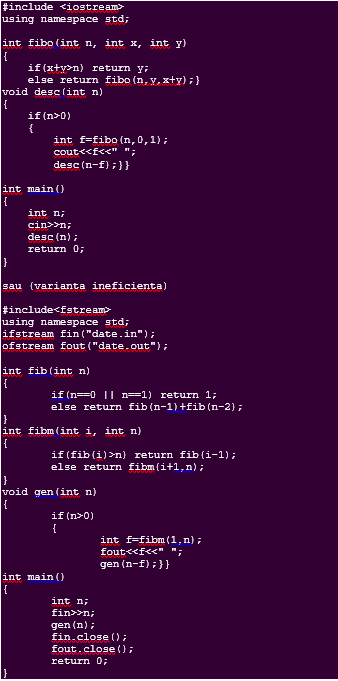 #include <iostream>
using namespace std;
int fibo(int n, int x, int y)
{
if(x+y>n) return y;
else return fibo(n,y,x+y);}
void desc(int n)
{
if(n>0)
{
int f=fibo(n,0,1);
cout<<f<<" ";
desc(n-f);}}
int main()
{
int n;
cin>>n;
desc(n);
return 0;
}
sau (varianta ineficienta)
#include<fstream>
using namespace std;
ifstream fin("date.in");
ofstream fout("date.out");
int fib(int n)
{
if(n==0 || n==1) return 1;
else return fib(n-1)+fib(n-2);
}
int fibm(int i, int n)
{
if(fib(i)>n) return fib(i-1);
else return fibm(i+1,n);
}
void gen(int n)
{
if(n>0)
{
int f=fibm(1,n);
fout<<f<<" ";
gen(n-f);}}
int main()
{
int n;
fin>>n;
gen(n);
fin.close();
fout.close();
return 0;
}